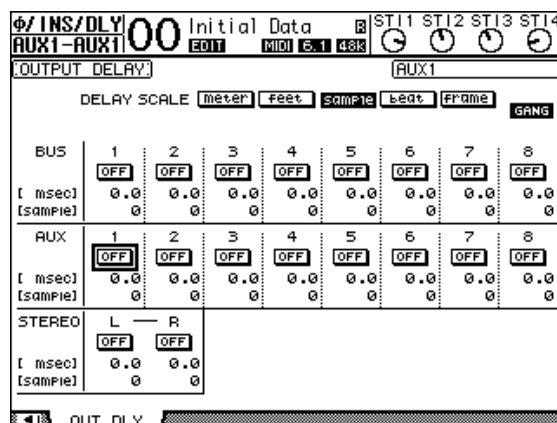 Φ/INS/DLY 00 Initial Data ST11 ST12 ST13 ST14
AUX1-AUX1 EDIT MIDI 6.1 48k
OUTPUT DELAY AUX1
DELAY SCALE meter feet sample beat frame
GANG
BUS 1 2 3 4 5 6 7 8
OFF OFF OFF OFF OFF OFF OFF OFF
[ msec] 0.0 0.0 0.0 0.0 0.0 0.0 0.0 0.0
[sample] 0 0 0 0 0 0 0 0
AUX 1 2 3 4 5 6 7 8
OFF OFF OFF OFF OFF OFF OFF OFF
[ msec] 0.0 0.0 0.0 0.0 0.0 0.0 0.0 0.0
[sample] 0 0 0 0 0 0 0 0
STEREO L — R
OFF OFF
[ msec] 0.0 0.0
[sample] 0 0
OUT DLY